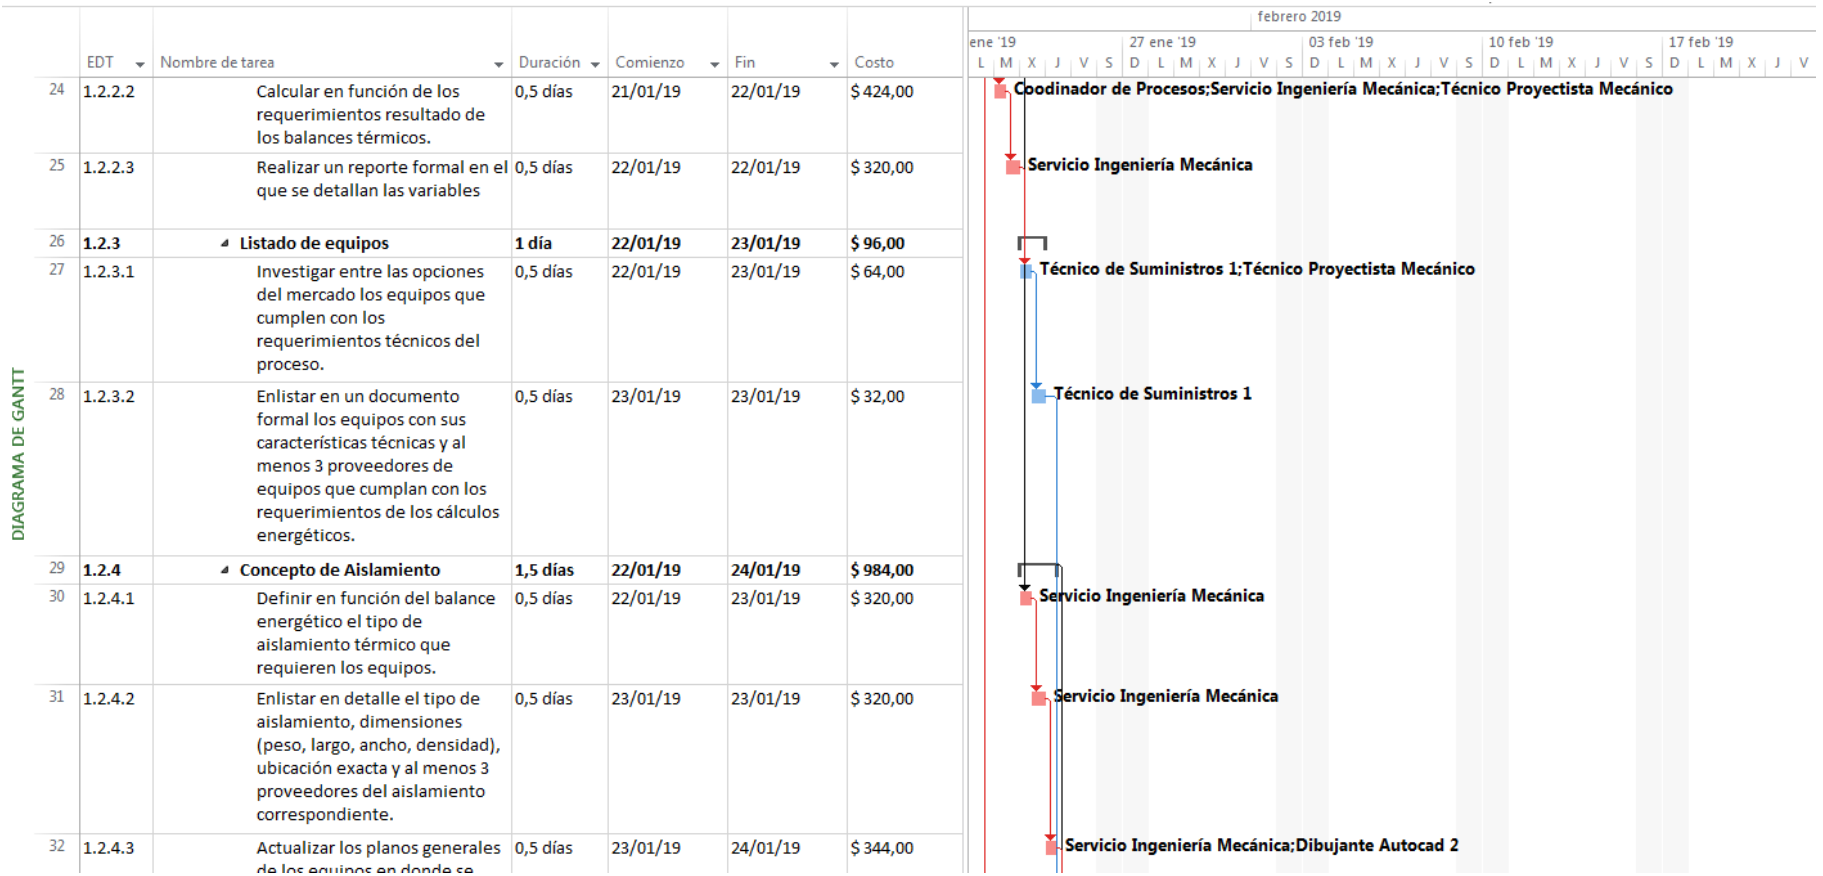 febrero 2019
ene '19 27 ene '19 03 feb '19 10 feb '19 17 feb '19
EDT Nombre de tarea Duración Comienzo Fin Costo L M X J V S D L M X J V S D L M X J V S D L M X J V S D L M X J V
24 1.2.2.2 Calcular en función de los 0,5 días 21/01/19 22/01/19 $ 424,00 Coodinador de Procesos;Servicio Ingeniería Mecánica;Técnico Proyectista Mecánico
requerimientos resultado de
los balances térmicos.
25 1.2.2.3 Realizar un reporte formal en el 0,5 días 22/01/19 22/01/19 $ 320,00 Servicio Ingeniería Mecánica
que se detallan las variables
26 1.2.3 Listado de equipos 1 día 22/01/19 23/01/19 $ 96,00
27 1.2.3.1 Investigar entre las opciones 0,5 días 22/01/19 23/01/19 $ 64,00 Técnico de Suministros 1;Técnico Proyectista Mecánico
del mercado los equipos que
cumplen con los
requerimientos técnicos del
proceso.
28 1.2.3.2 Enlistar en un documento 0,5 días 23/01/19 23/01/19 $ 32,00 Técnico de Suministros 1
formal los equipos con sus
características técnicas y al
menos 3 proveedores de
equipos que cumplan con los
requerimientos de los cálculos
energéticos.
29 1.2.4 Concepto de Aislamiento 1,5 días 22/01/19 24/01/19 $ 984,00
30 1.2.4.1 Definir en función del balance 0,5 días 22/01/19 23/01/19 $ 320,00 Servicio Ingeniería Mecánica
energético el tipo de
aislamiento térmico que
requieren los equipos.
31 1.2.4.2 Enlistar en detalle el tipo de 0,5 días 23/01/19 23/01/19 $ 320,00 Servicio Ingeniería Mecánica
aislamiento, dimensiones
(peso, largo, ancho, densidad),
ubicación exacta y al menos 3
proveedores del aislamiento
correspondiente.
32 1.2.4.3 Actualizar los planos generales 0,5 días 23/01/19 24/01/19 $ 344,00 Servicio Ingeniería Mecánica;Dibujante Autocad 2
de los equipos en donde se
DIAGRAMA DE GANTT